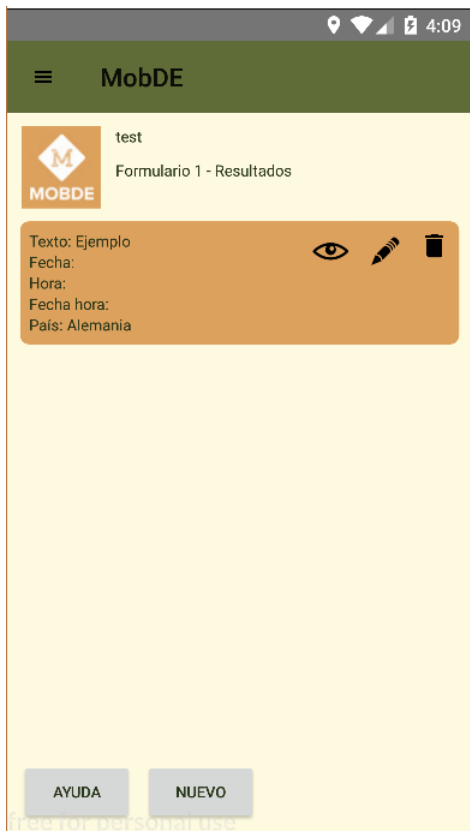 4:09
MobDE
M
MOBDE
test
Formulario 1 - Resultados
Texto: Ejemplo
Fecha:
Hora:
Fecha hora:
País: Alemania
AYUDA
NUEVO
free for personal use